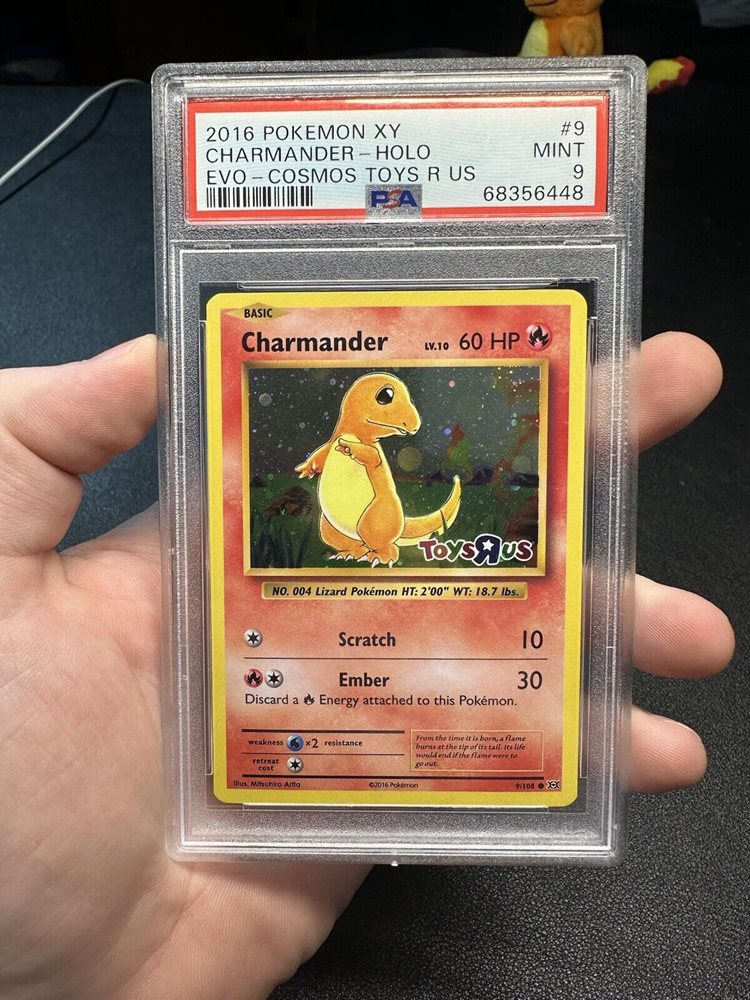 2016 POKEMON XY #9
CHARMANDER - HOLO MINT
EVO - COSMOS TOYS R US 9
PSA 68356448
BASIC
Charmander LV.10 60 HP
ToysRus
NO. 004 Lizard Pokémon HT: 2'00" WT: 18.7 lbs.
Scratch 10
Ember 30
Discard a Energy attached to this Pokémon.
weakness ×2 resistance
retreat cost
From the time it is born, a flame
burns at the tip of its tail. Its life
would end if the flame were to
go out.
Illus. Mitsuhiro Arita ©2016 Pokémon 9/108